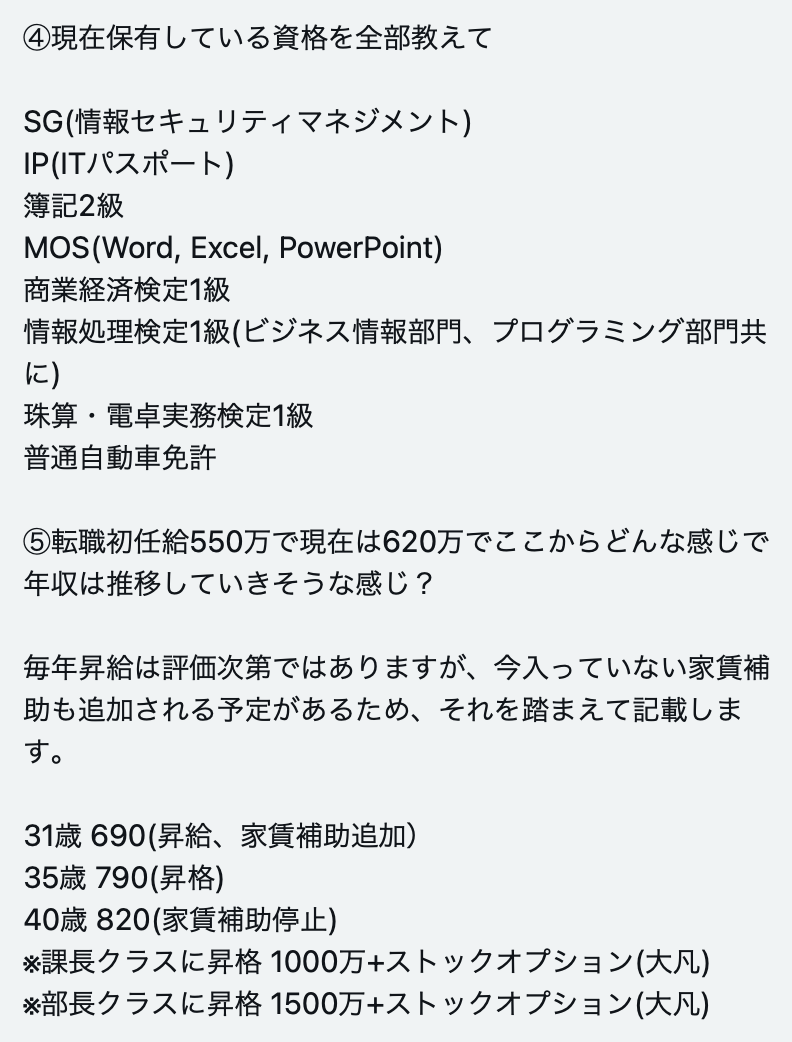 ④現在保有している資格を全部教えて
SG(情報セキュリティマネジメント)
IP(ITパスポート)
簿記2級
MOS(Word, Excel, PowerPoint)
商業経済検定1級
情報処理検定1級(ビジネス情報部門、プログラミング部門共
に)
珠算・電卓実務検定1級
普通自動車免許
⑤転職初任給550万で現在は620万でここからどんな感じで
年収は推移していきそうな感じ？
毎年昇給は評価次第ではありますが、今入っていない家賃補
助も追加される予定があるため、それを踏まえて記載しま
す。
31歳 690(昇給、家賃補助追加）
35歳 790(昇格)
40歳 820(家賃補助停止)
※課長クラスに昇格 1000万+ストックオプション(大凡)
※部長クラスに昇格 1500万+ストックオプション(大凡)